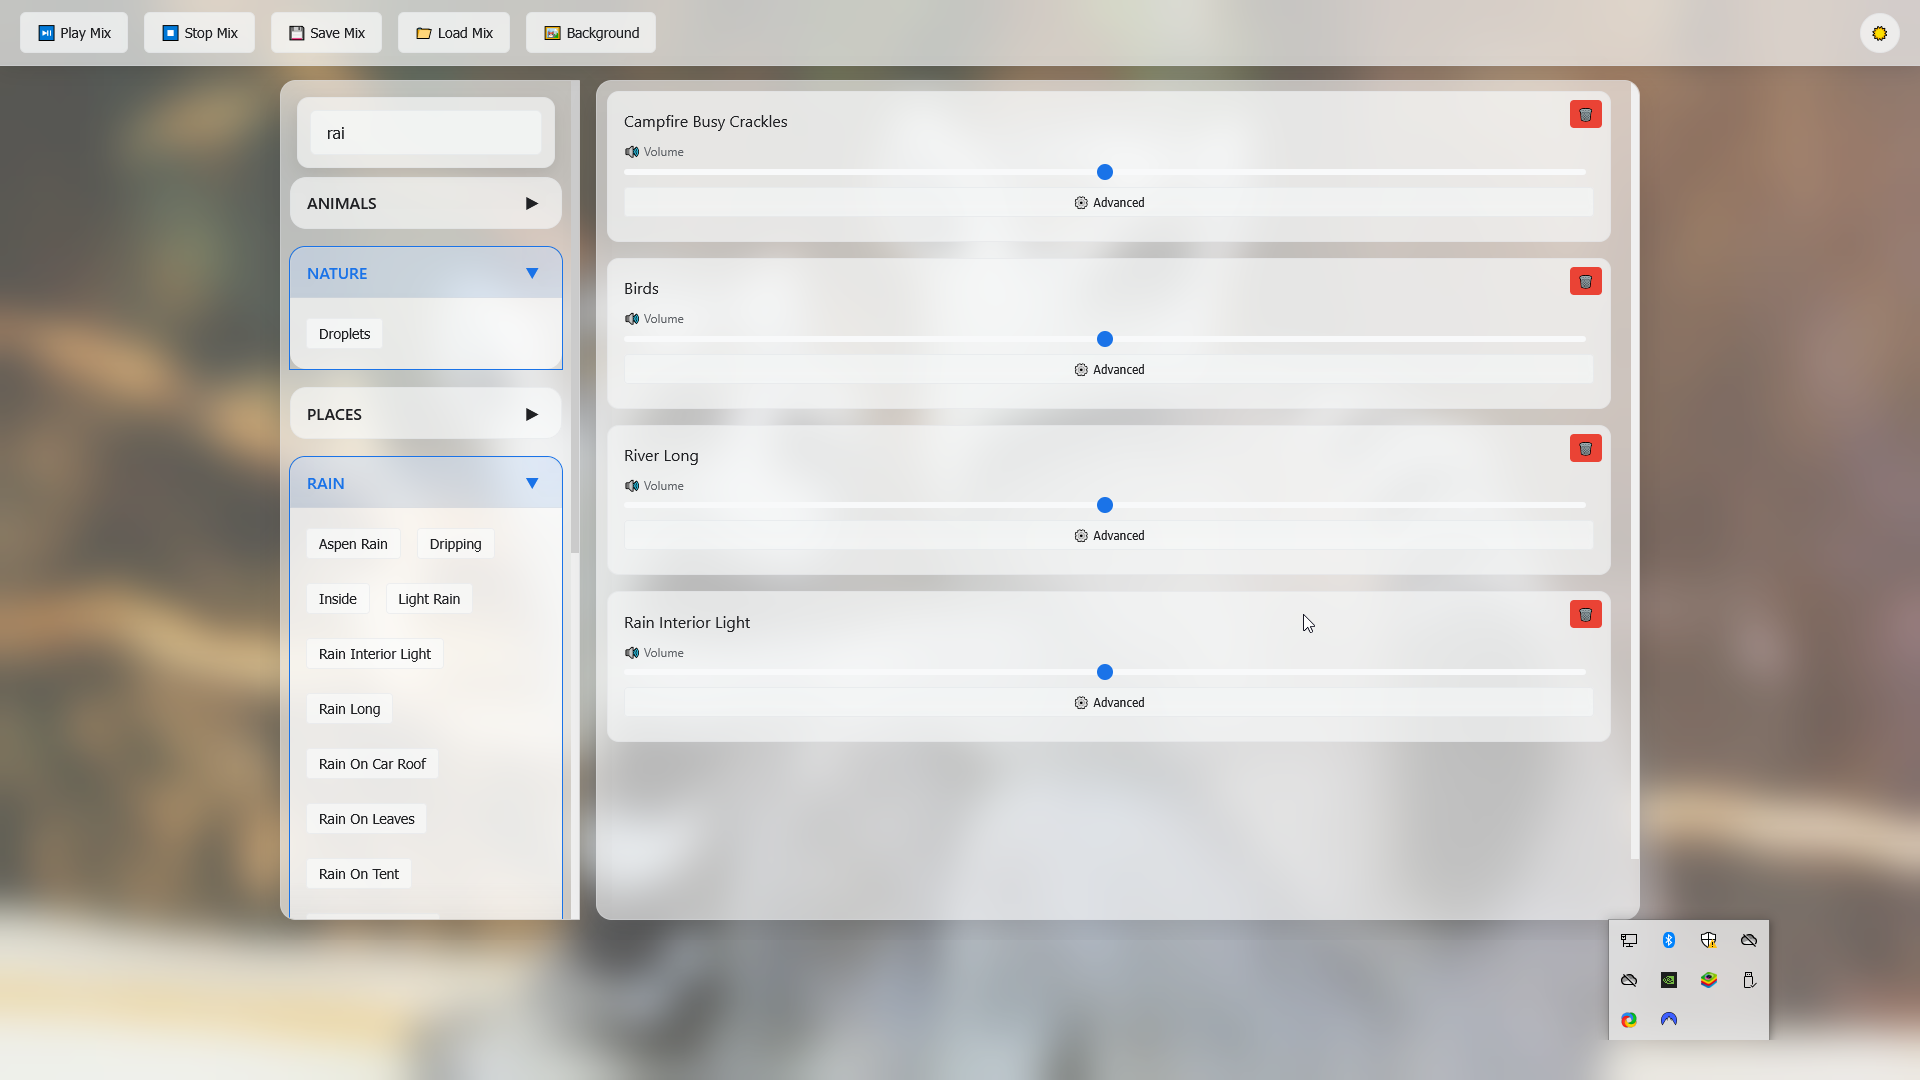 Play Mix
Stop Mix
Save Mix
Load Mix
Background
rai
ANIMALS
NATURE
Droplets
PLACES
RAIN
Aspen Rain
Dripping
Inside
Light Rain
Rain Interior Light
Rain Long
Rain On Car Roof
Rain On Leaves
Rain On Tent
Campfire Busy Crackles
Volume
Advanced
Birds
Volume
Advanced
River Long
Volume
Advanced
Rain Interior Light
Volume
Advanced